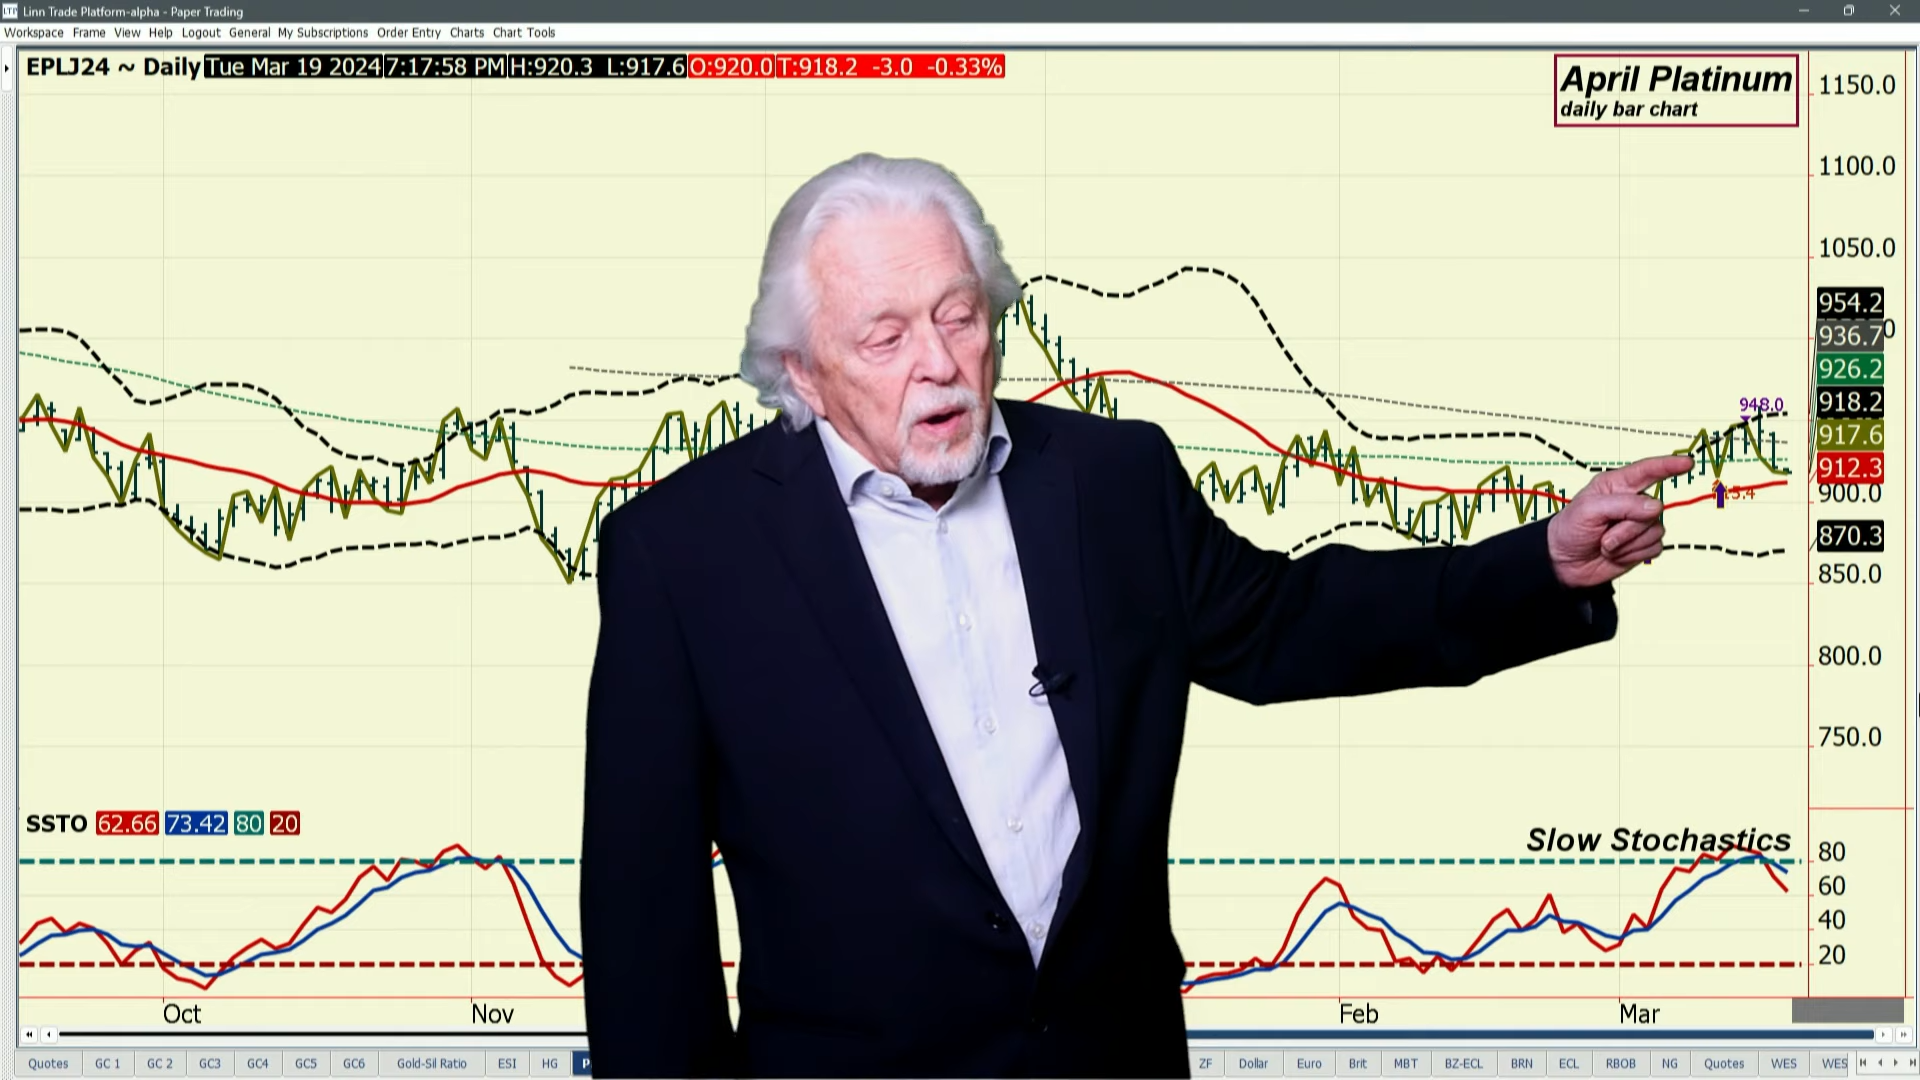 LTP Linn Trade Platform-alpha - Paper Trading
Workspace Frame View Help Logout General My Subscriptions Order Entry Charts Chart Tools
EPLJ24 ~ Daily Tue Mar 19 2024 7:17:58 PM H:920.3 L:917.6 O:920.0 T:918.2 -3.0 -0.33%
April Platinum
daily bar chart
1150.0
1100.0
1050.0
954.2
936.7
926.2
918.2
917.6
912.3
900.0
870.3
850.0
800.0
750.0
948.0
SSTO 62.66 73.42 80 20
Slow Stochastics
80
60
40
20
Oct Nov Feb Mar
Quotes GC 1 GC 2 GC3 GC4 GC5 GC6 Gold-Sil Ratio ESI HG ZF Dollar Euro Brit MBT BZ-ECL BRN ECL RBOB NG Quotes WES WES